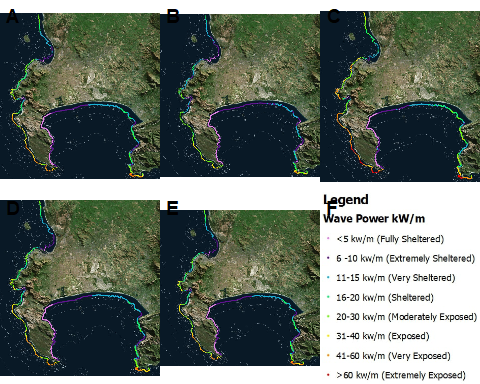 A
B
C
D
E
F
Legend
Wave Power kW/m
<5 kw/m (Fully Sheltered)
6 -10 kw/m (Extremely Sheltered)
11-15 kw/m (Very Sheltered)
16-20 kw/m (Sheltered)
20-30 kw/m (Moderately Exposed)
31-40 kw/m (Exposed)
41-60 kw/m (Very Exposed)
>60 kw/m (Extremely Exposed)